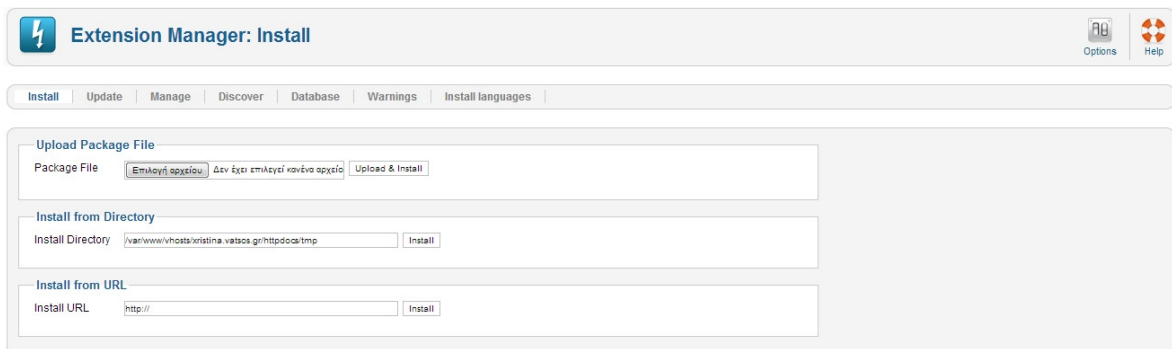 Extension Manager: Install
Options
Help
Install
Update
Manage
Discover
Database
Warnings
Install languages
Upload Package File
Package File
Επιλογή αρχείου
Δεν έχει επιλεγεί κανένα αρχείο
Upload & Install
Install from Directory
Install Directory
/var/www/vhosts/xristina.vatsos.gr/httpdocs/tmp
Install
Install from URL
Install URL
http://
Install